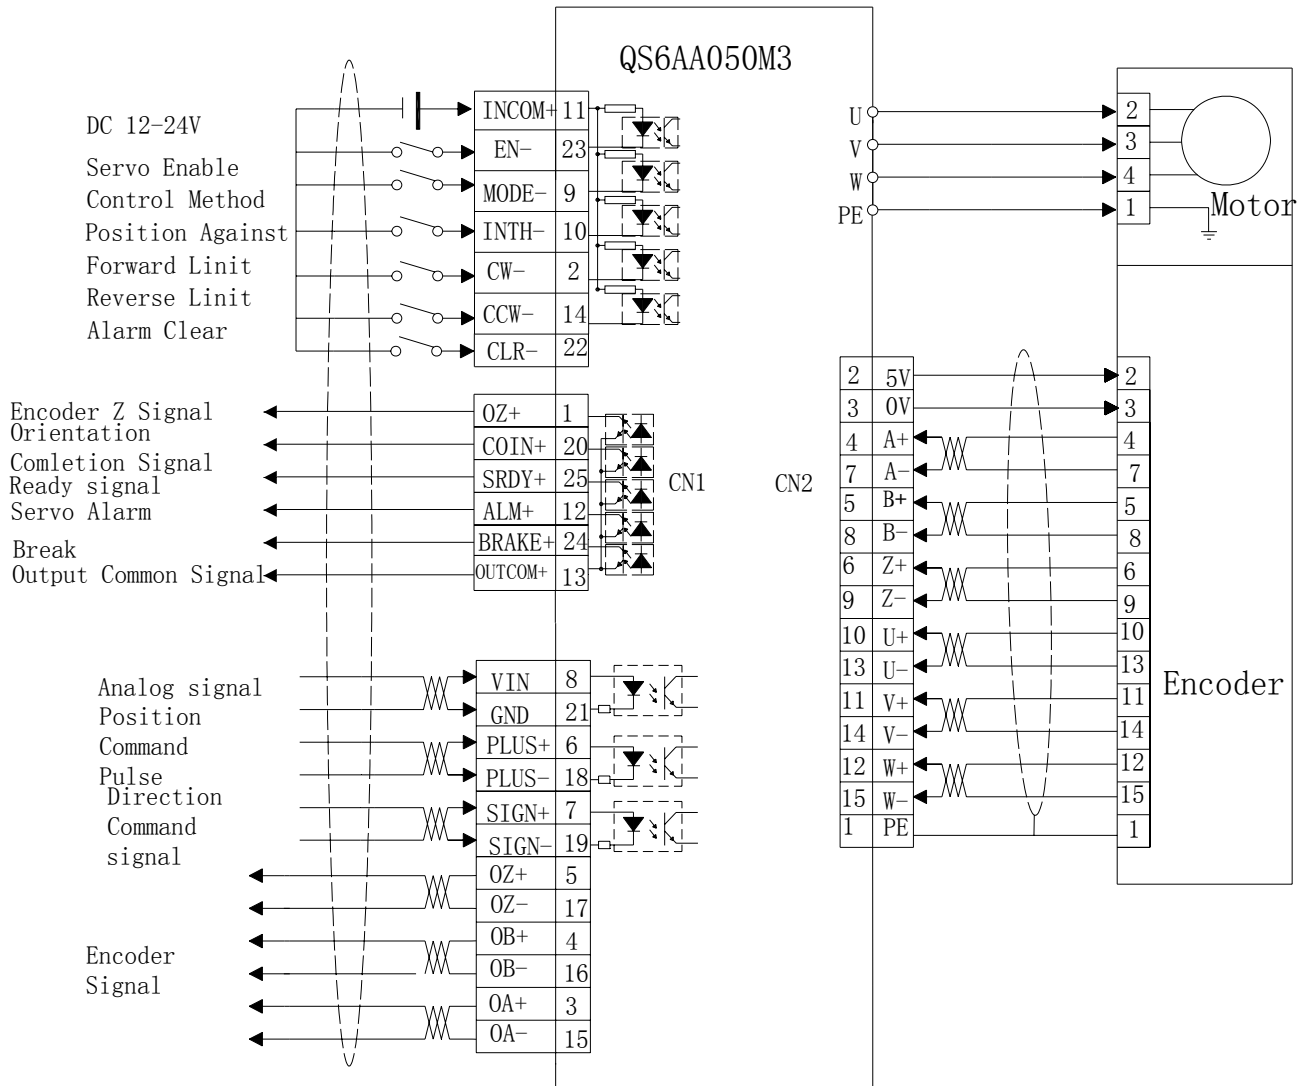 QS6AA050M3
DC 12-24V
Servo Enable
Control Method
Position Against
Forward Linit
Reverse Linit
Alarm Clear
INCOM+ 11
EN- 23
MODE- 9
INTH- 10
CW- 2
CCW- 14
CLR- 22
Encoder Z Signal
Orientation
Comletion Signal
Ready signal
Servo Alarm
Break
Output Common Signal
OZ+ 1
COIN+ 20
SRDY+ 25
ALM+ 12
BRAKE+ 24
OUTCOM+ 13
CN1
Analog signal
Position
Command
Pulse
Direction
Command
signal
VIN 8
GND 21
PLUS+ 6
PLUS- 18
SIGN+ 7
SIGN- 19
OZ+ 5
OZ- 17
OB+ 4
OB- 16
OA+ 3
OA- 15
Encoder
Signal
U
V
W
PE
2
3
4
1
Motor
CN2
2 5V
3 0V
4 A+
7 A-
5 B+
8 B-
6 Z+
9 Z-
10 U+
13 U-
11 V+
14 V-
12 W+
15 W-
1 PE
2
3
4
7
5
8
6
9
10
13
11
14
12
15
1
Encoder